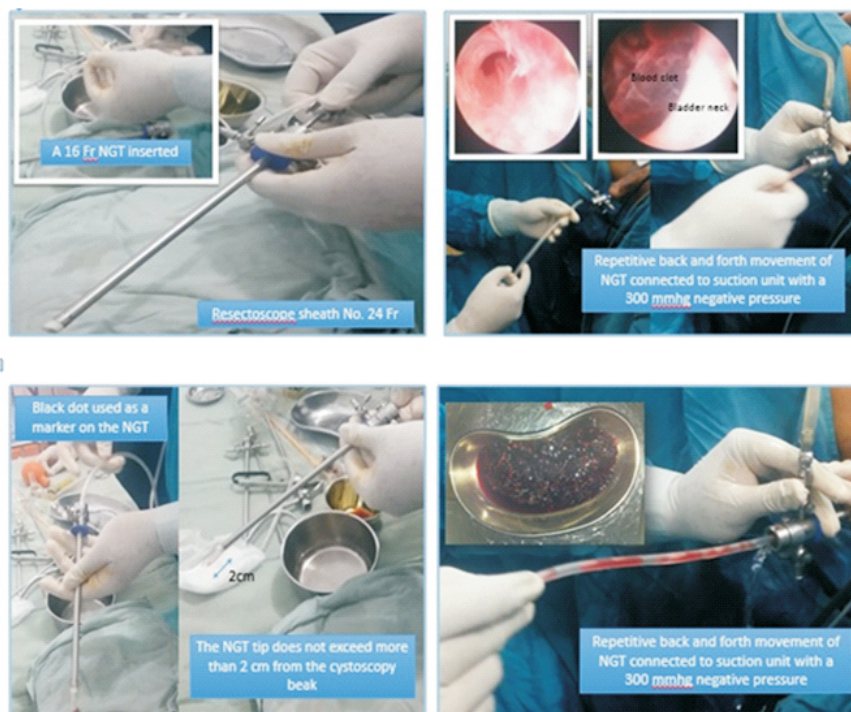 A 16 Fr NGT inserted
Resectoscope sheath No. 24 Fr
Blood clot
Bladder neck
Repetitive back and forth movement of
NGT connected to suction unit with a
300 mmhg negative pressure
Black dot used as a
marker on the NGT
2cm
The NGT tip does not exceed more
than 2 cm from the cystoscopy
beak
Repetitive back and forth movement of
NGT connected to suction unit with a
300 mmhg negative pressure